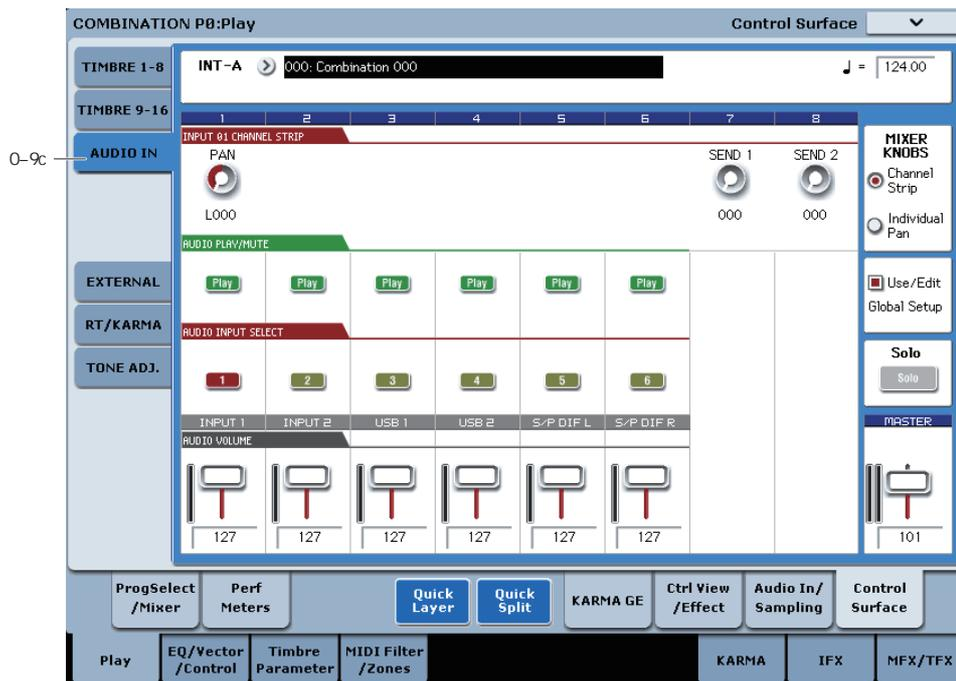 COMBINATION P0:Play Control Surface
TIMBRE 1-8
INT-A 000: Combination 000 ♩ = 124.00
TIMBRE 9-16
1 2 3 4 5 6 7 8
INPUT 01 CHANNEL STRIP
0–9c
AUDIO IN
PAN SEND 1 SEND 2
MIXER
KNOBS
Channel
Strip
L000 000 000
Individual
Pan
AUDIO PLAY/MUTE
EXTERNAL
Play Play Play Play Play Play
Use/Edit
Global Setup
RT/KARMA
AUDIO INPUT SELECT
Solo
Solo
TONE ADJ.
1 2 3 4 5 6
INPUT 1 INPUT 2 USB 1 USB 2 S/P DIF L S/P DIF R
MASTER
AUDIO VOLUME
127 127 127 127 127 127 101
ProgSelect
/Mixer
Perf
Meters
Quick
Layer
Quick
Split
KARMA GE
Ctrl View
/Effect
Audio In/
Sampling
Control
Surface
Play
EQ/Vector
/Control
Timbre
Parameter
MIDI Filter
/Zones
KARMA
IFX
MFX/TFX